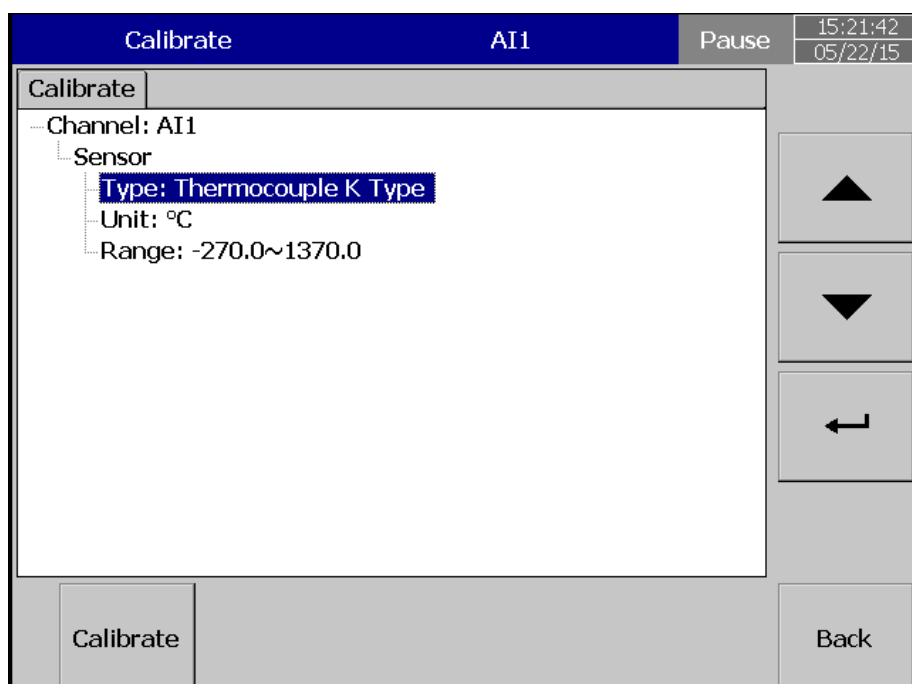 Calibrate AI1 Pause 15:21:42
05/22/15
Calibrate
Channel: AI1
Sensor
Type: Thermocouple K Type
Unit: ºC
Range: -270.0~1370.0
Calibrate Back